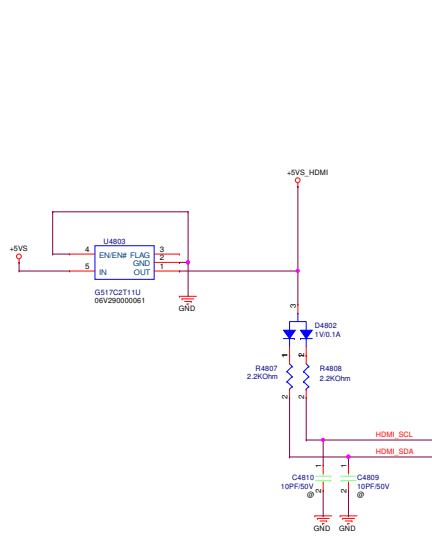 +5VS_HDMI
+5VS
U4803
4 EN/EN# FLAG 3
GND 2
5 IN OUT 1
G517C2T11U
06V290000061
GND
3
D4802
1V/0.1A
1 2
R4807
2.2KOhm
R4808
2.2KOhm
2 2
HDMI_SCL
HDMI_SDA
1 1
C4810
10PF/50V
@
2
C4809
10PF/50V
@
2
GND GND